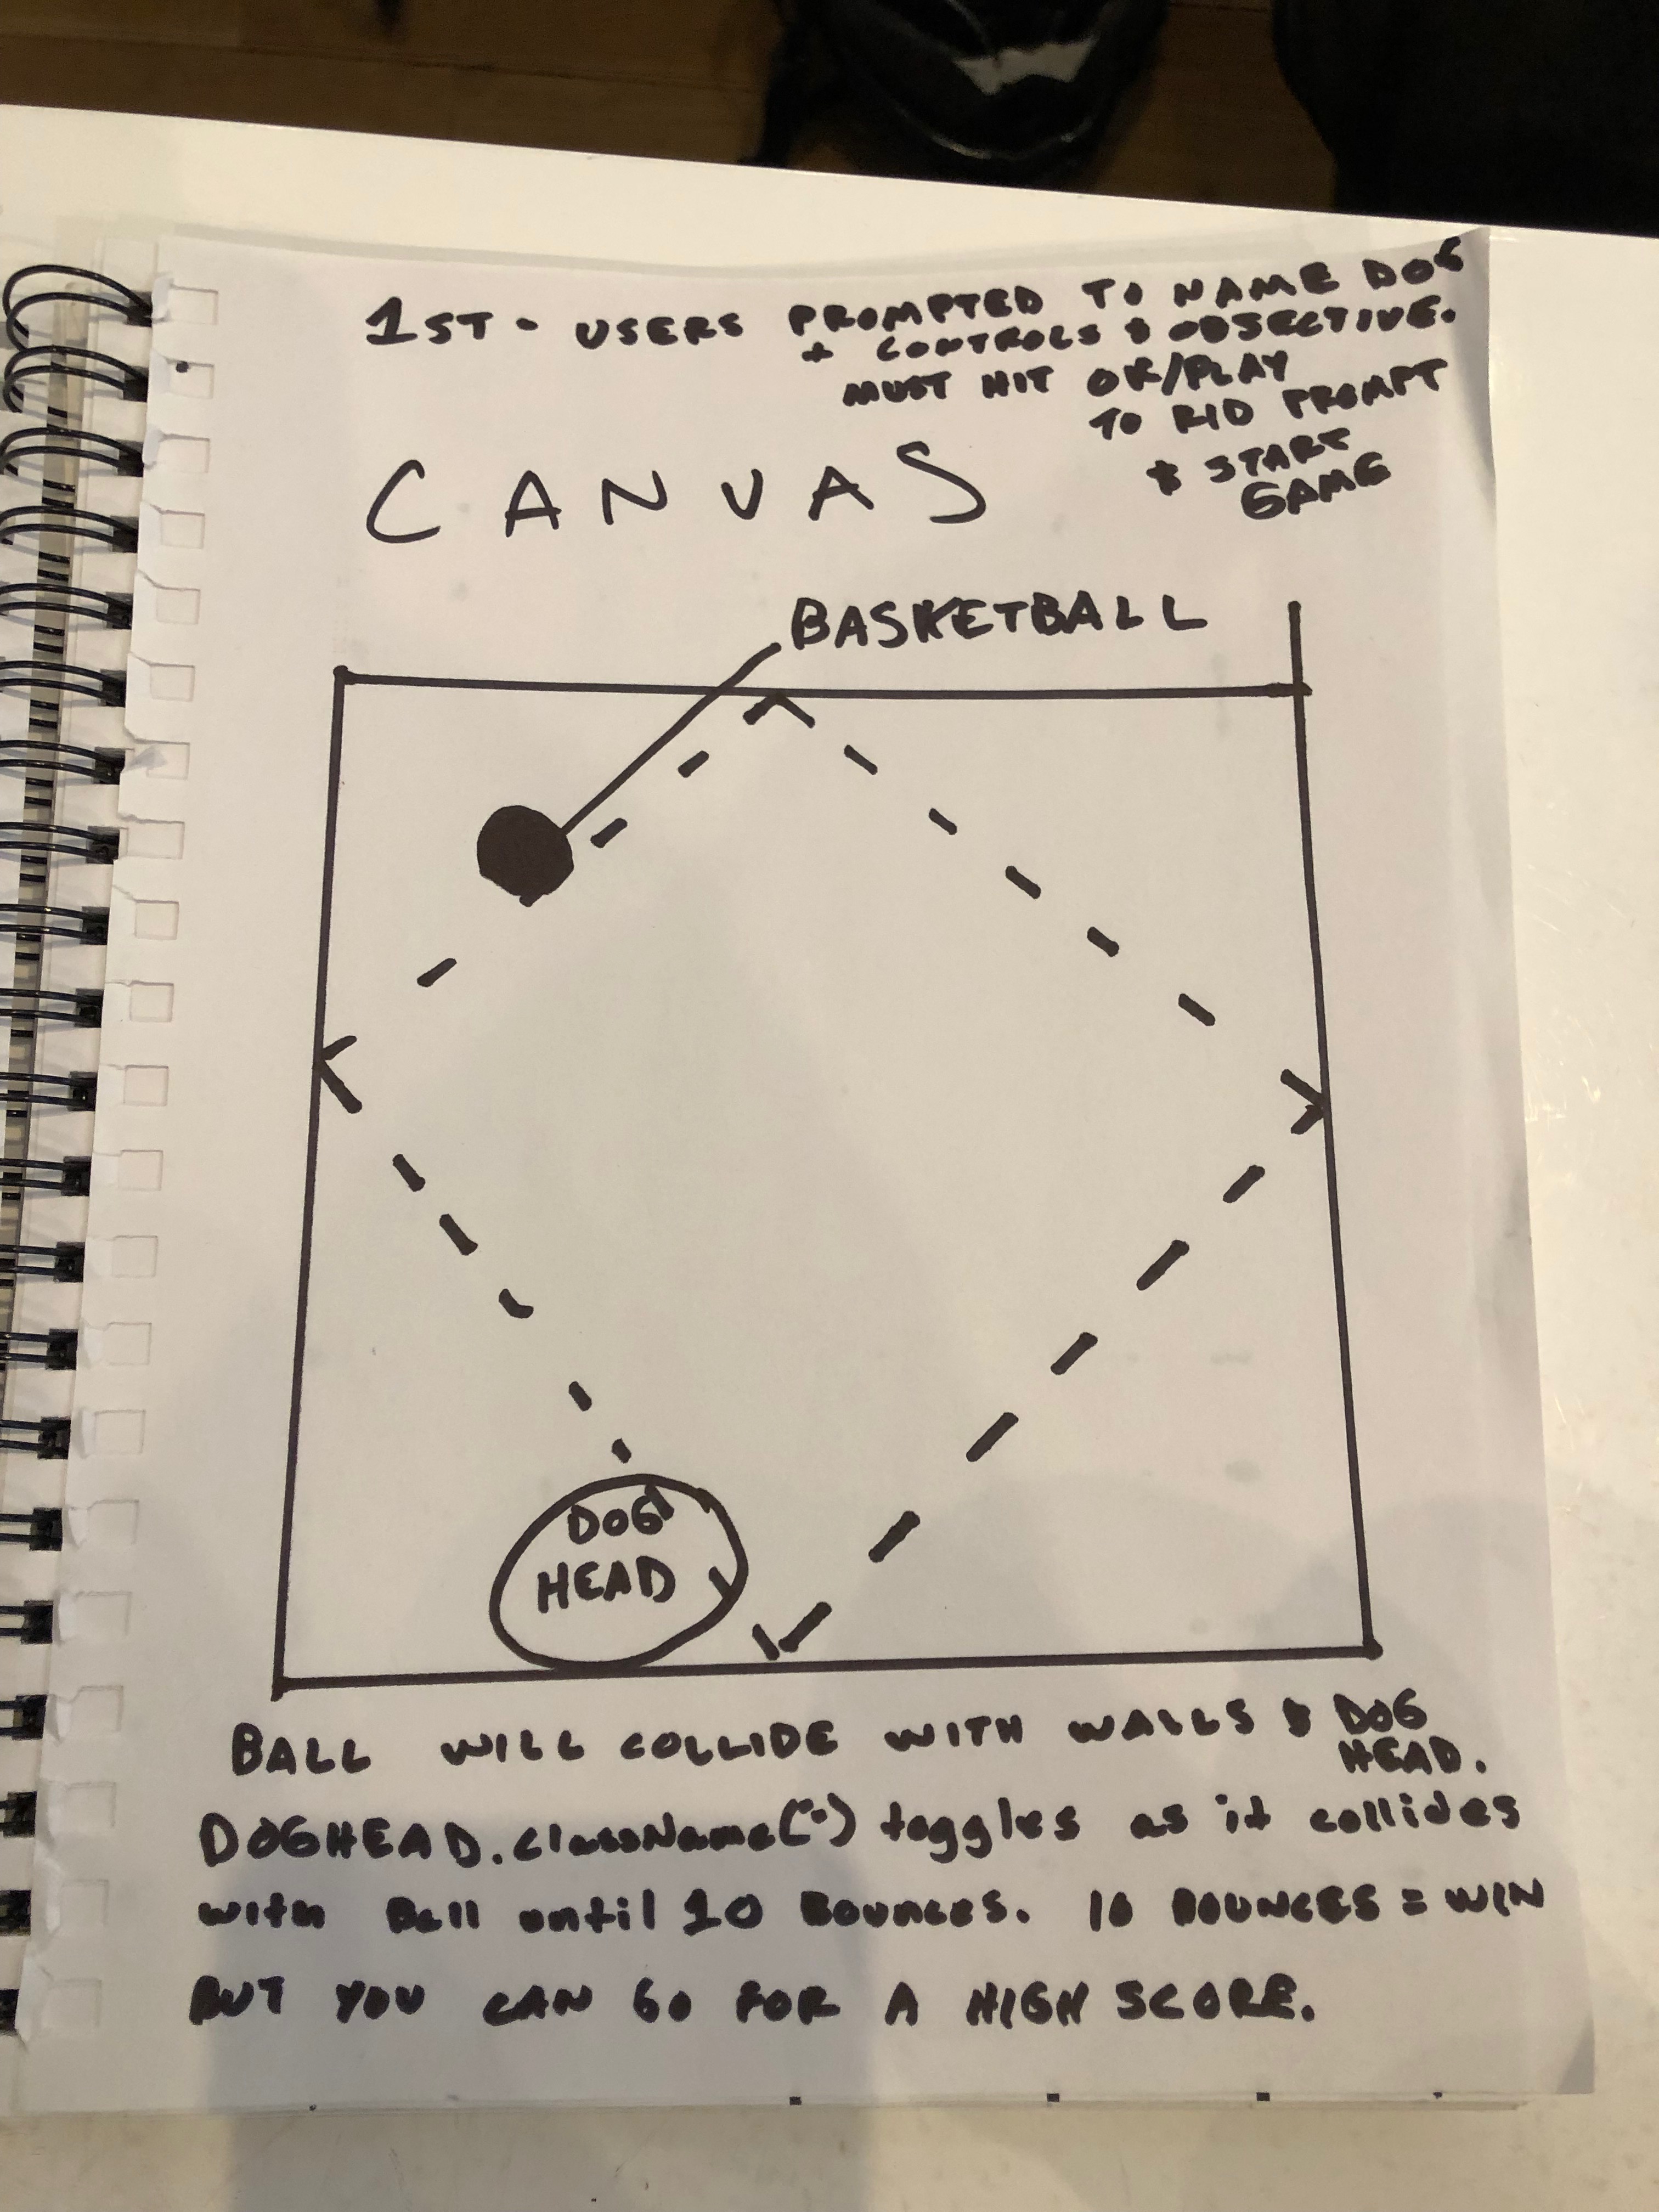 1ST - USERS PROMPTED TO NAME DOG
+ CONTROLS & OBJECTIVE.
MUST HIT OK/PLAY
TO RID PROMPT
& START
GAME
CANVAS
BASKETBALL
DOG
HEAD
BALL WILL COLLIDE WITH WALLS & DOG
HEAD.
DOGHEAD.className(") toggles as it collides
with Ball until 10 Bounces. 10 BOUNCES = WIN
BUT YOU CAN GO FOR A HIGH SCORE.